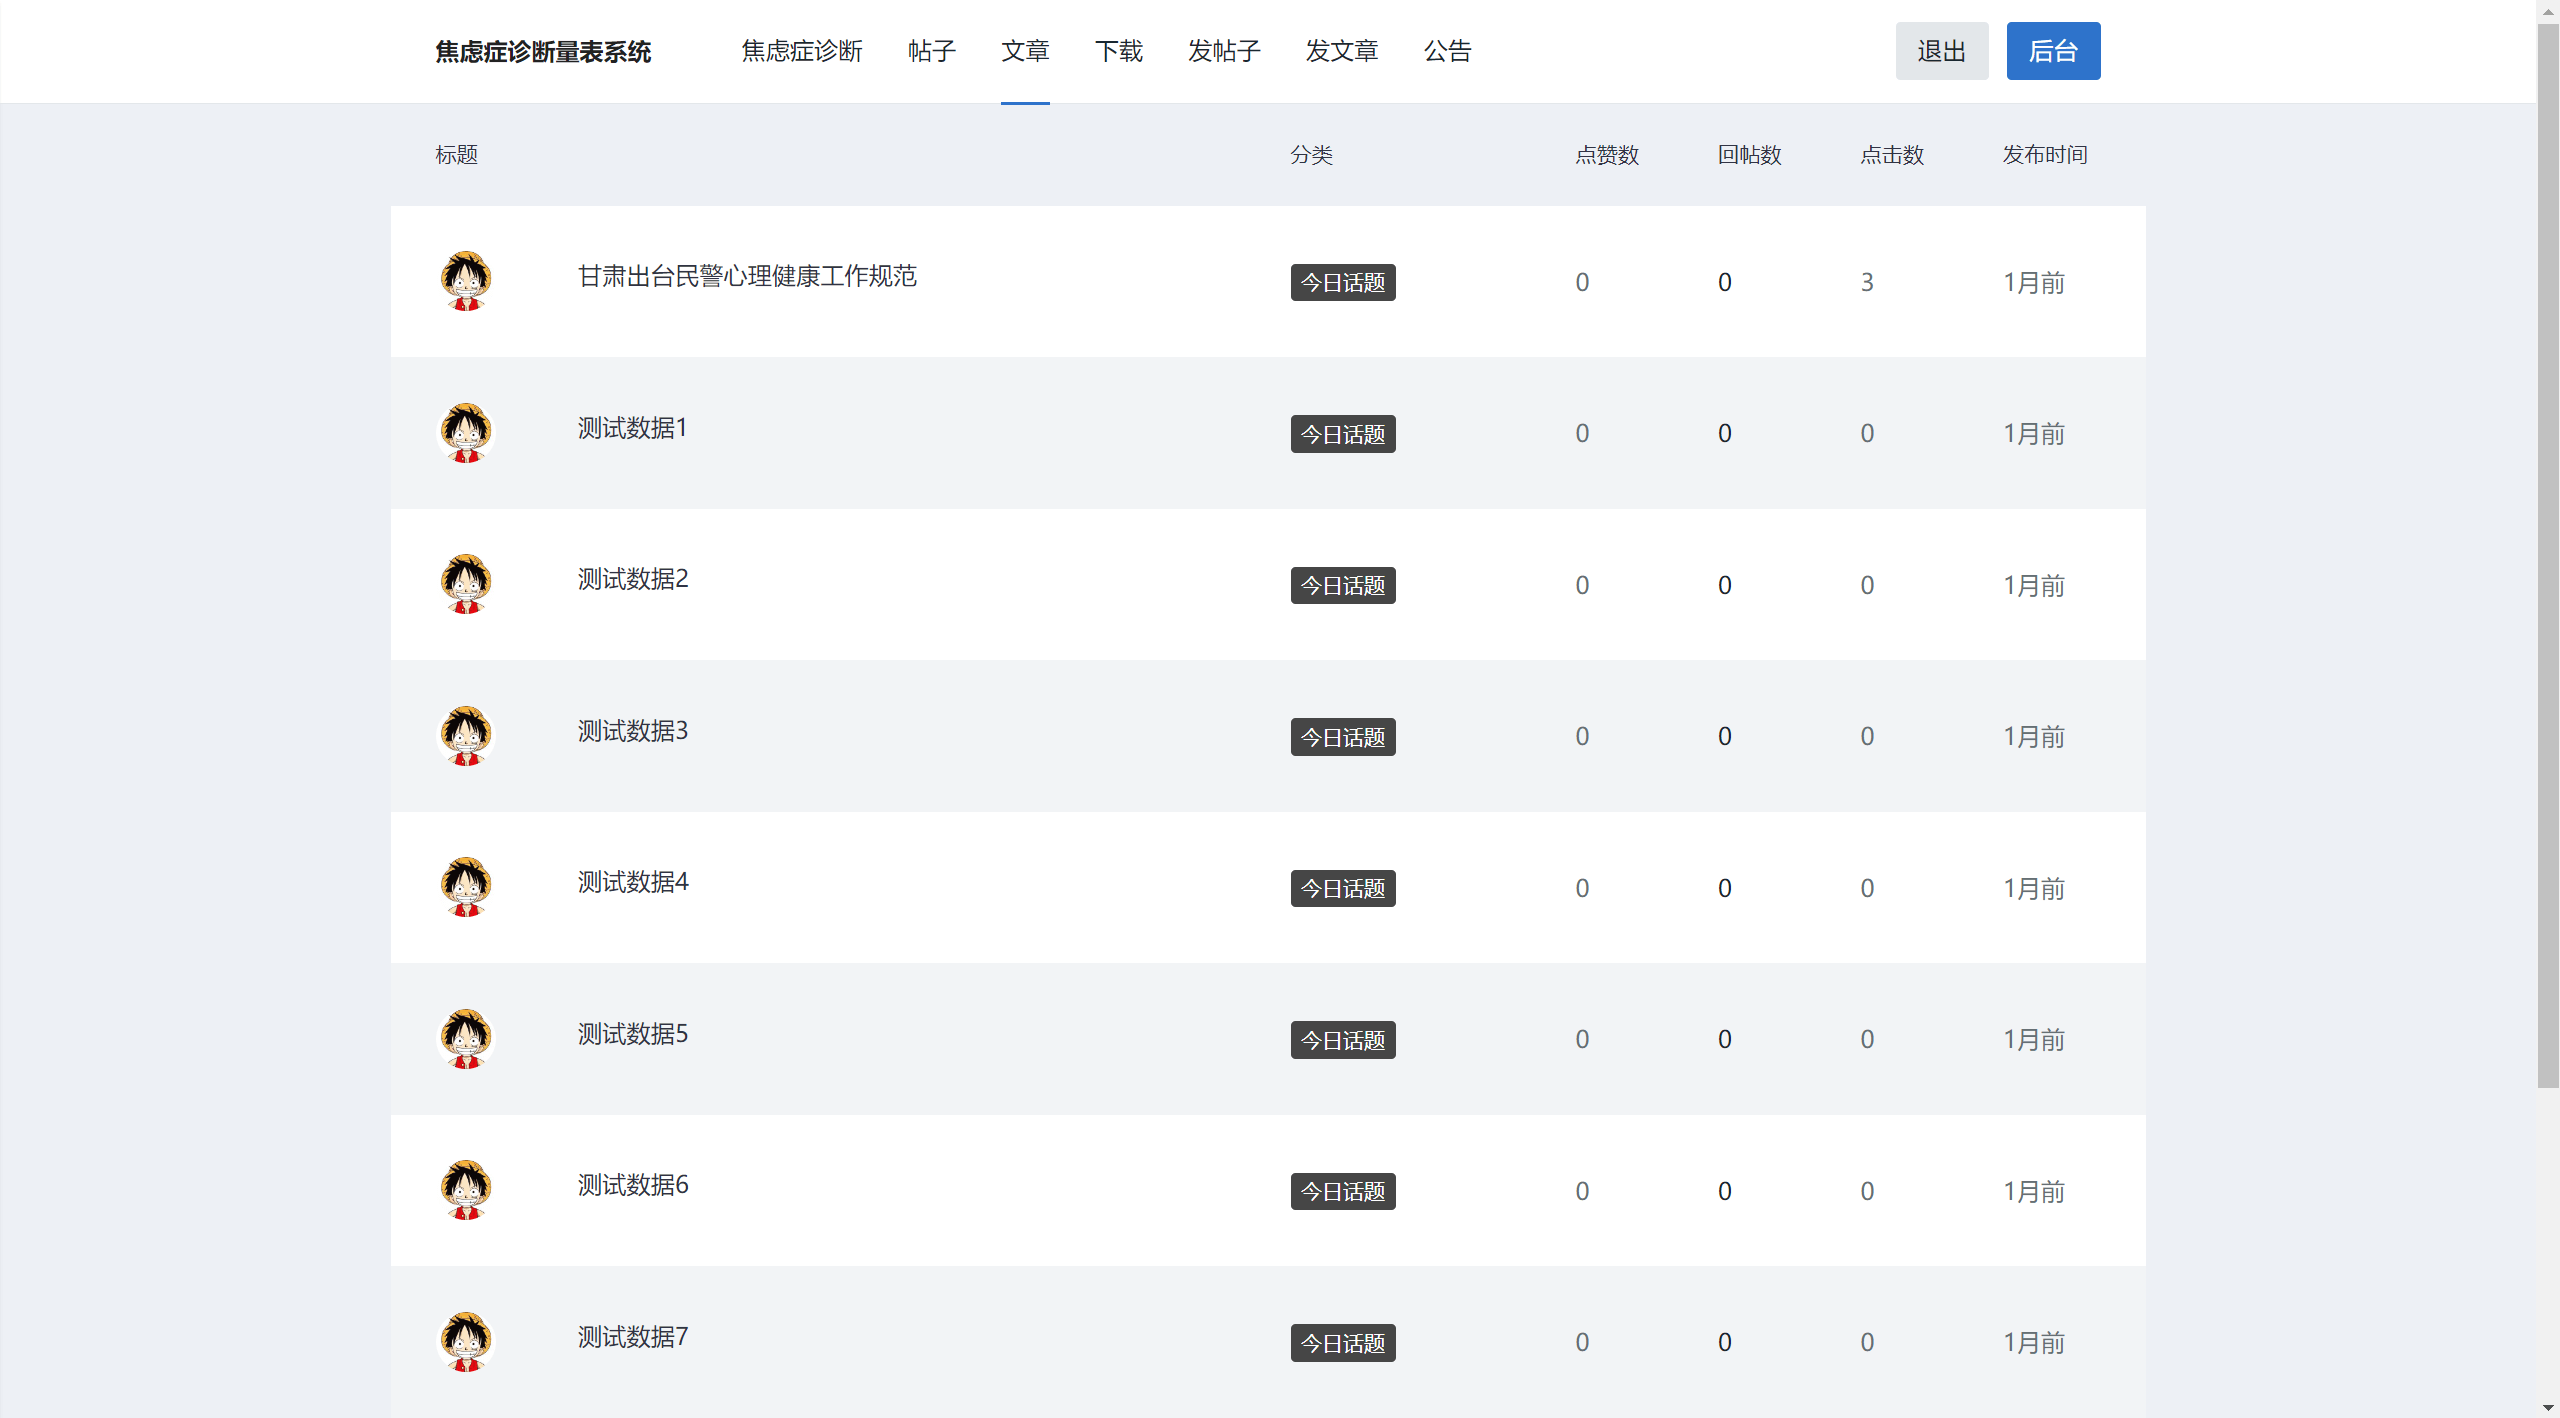 焦虑症诊断量表系统 焦虑症诊断 帖子 文章 下载 发帖子 发文章 公告 退出 后台
标题 分类 点赞数 回帖数 点击数 发布时间
甘肃出台民警心理健康工作规范 今日话题 0 0 3 1月前
测试数据1 今日话题 0 0 0 1月前
测试数据2 今日话题 0 0 0 1月前
测试数据3 今日话题 0 0 0 1月前
测试数据4 今日话题 0 0 0 1月前
测试数据5 今日话题 0 0 0 1月前
测试数据6 今日话题 0 0 0 1月前
测试数据7 今日话题 0 0 0 1月前